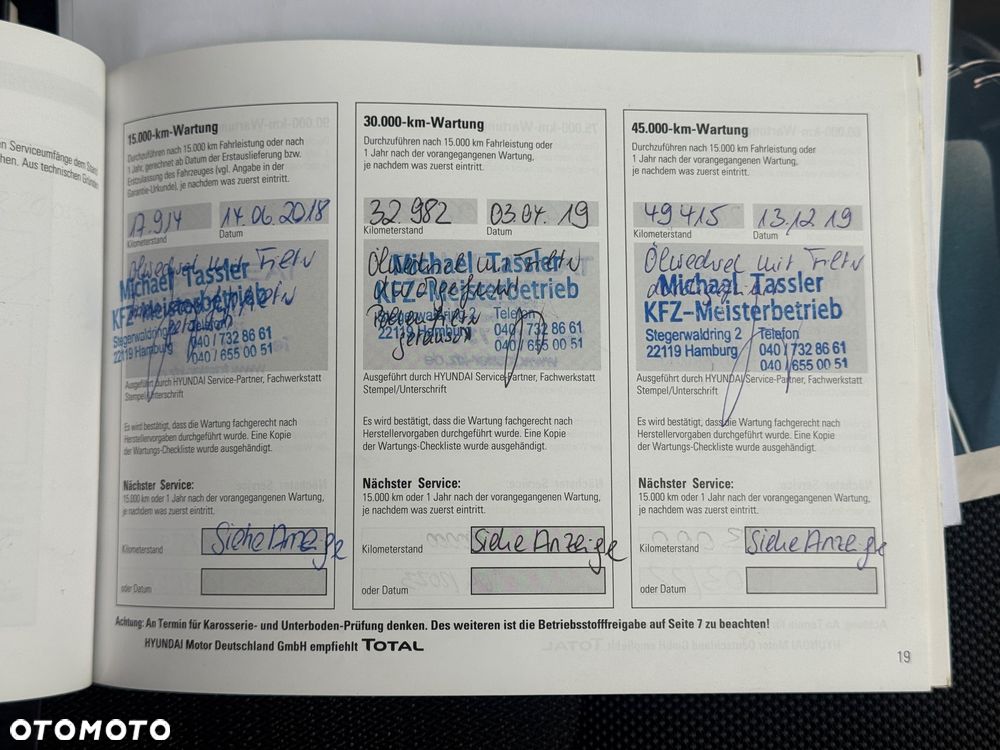 n Serviceumfänge dem Stand
hen. Aus technischen Gründen
15.000-km-Wartung
Durchzuführen nach 15.000 km Fahrleistung oder nach
1 Jahr, gerechnet ab Datum der Erstauslieferung bzw.
Erstzulassung des Fahrzeuges (vgl. Angabe in der
Garantie-Urkunde), je nachdem was zuerst eintritt.
17.914 14.06.2018
Kilometerstand Datum
Ölwechsel mit Filter
Michael Tassler
KFZ-Meisterbetrieb
Stegerwaldring 2 Telefon
22119 Hamburg 040 / 732 86 61
040 / 655 00 51
Ausgeführt durch HYUNDAI Service-Partner, Fachwerkstatt
Stempel/Unterschrift
Es wird bestätigt, dass die Wartung fachgerecht nach
Herstellervorgaben durchgeführt wurde. Eine Kopie
der Wartungs-Checkliste wurde ausgehändigt.
Nächster Service:
15.000 km oder 1 Jahr nach der vorangegangenen Wartung,
je nachdem was zuerst eintritt.
Kilometerstand Siehe Anzeige
oder Datum
30.000-km-Wartung
Durchzuführen nach 15.000 km Fahrleistung oder
1 Jahr nach der vorangegangenen Wartung,
je nachdem was zuerst eintritt.
32.982 03.04.19
Kilometerstand Datum
Ölwechsel mit Filter
durchgeführt
Pollenfilter
getauscht
Michael Tassler
KFZ-Meisterbetrieb
Stegerwaldring 2 Telefon
22119 Hamburg 040 / 732 86 61
040 / 655 00 51
Ausgeführt durch HYUNDAI Service-Partner, Fachwerkstatt
Stempel/Unterschrift
Es wird bestätigt, dass die Wartung fachgerecht nach
Herstellervorgaben durchgeführt wurde. Eine Kopie
der Wartungs-Checkliste wurde ausgehändigt.
Nächster Service:
15.000 km oder 1 Jahr nach der vorangegangenen Wartung,
je nachdem was zuerst eintritt.
Kilometerstand Siehe Anzeige
oder Datum
45.000-km-Wartung
Durchzuführen nach 15.000 km Fahrleistung oder
1 Jahr nach der vorangegangenen Wartung,
je nachdem was zuerst eintritt.
49 415 13.12 19
Kilometerstand Datum
Ölwechsel mit Filter
Michael Tassler
KFZ-Meisterbetrieb
Stegerwaldring 2 Telefon
22119 Hamburg 040 / 732 86 61
040 / 655 00 51
Ausgeführt durch HYUNDAI Service-Partner, Fachwerkstatt
Stempel/Unterschrift
Es wird bestätigt, dass die Wartung fachgerecht nach
Herstellervorgaben durchgeführt wurde. Eine Kopie
der Wartungs-Checkliste wurde ausgehändigt.
Nächster Service:
15.000 km oder 1 Jahr nach der vorangegangenen Wartung,
je nachdem was zuerst eintritt.
Kilometerstand Siehe Anzeige
oder Datum
Achtung: An Termin für Karosserie- und Unterboden-Prüfung denken. Des weiteren ist die Betriebsstofffreigabe auf Seite 7 zu beachten!
HYUNDAI Motor Deutschland GmbH empfiehlt TOTAL
19
OTOMOTO